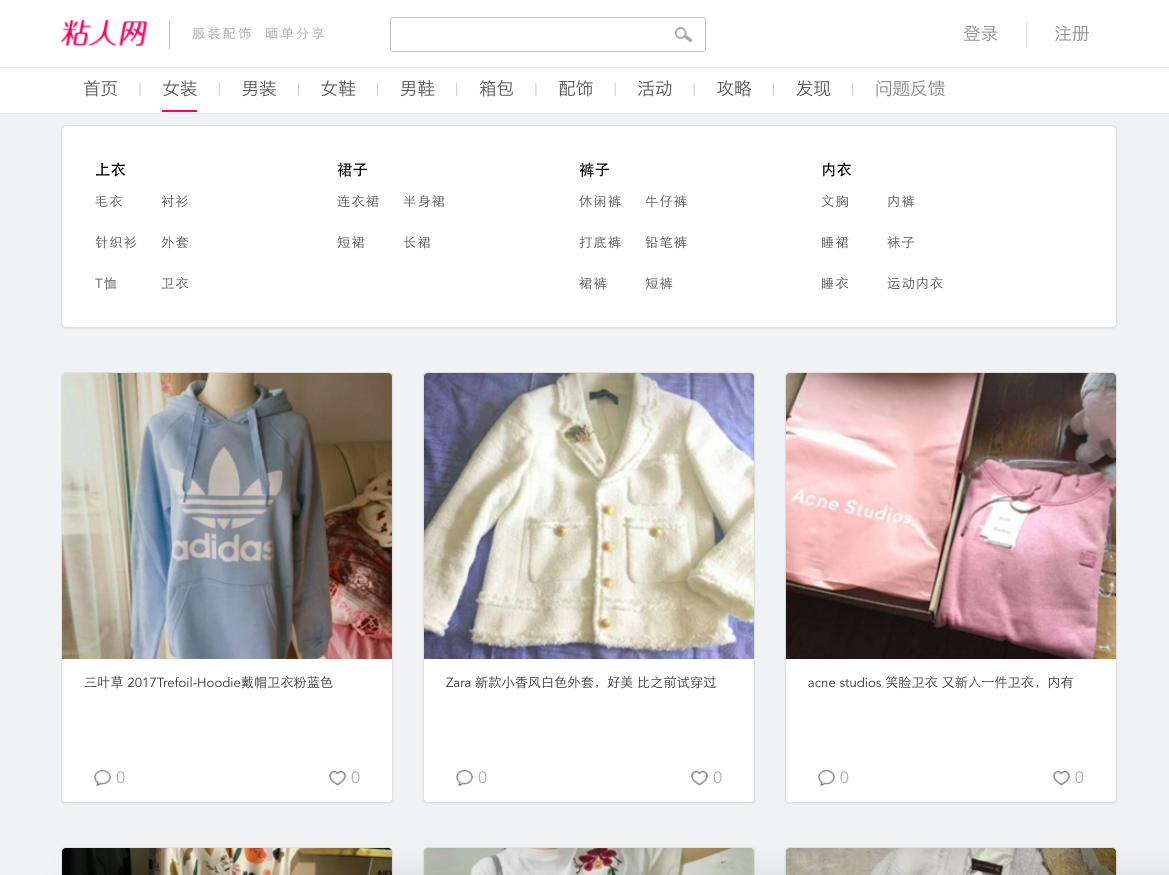 粘人网
服装配饰 晒单分享
登录
注册
首页 | 女装 | 男装 | 女鞋 | 男鞋 | 箱包 | 配饰 | 活动 | 攻略 | 发现 | 问题反馈
上衣
毛衣 衬衫
针织衫 外套
T恤 卫衣
裙子
连衣裙 半身裙
短裙 长裙
裤子
休闲裤 牛仔裤
打底裤 铅笔裤
裙裤 短裤
内衣
文胸 内裤
睡裙 袜子
睡衣 运动内衣
adidas
三叶草 2017Trefoil-Hoodie戴帽卫衣粉蓝色
0 0
Zara 新款小香风白色外套，好美 比之前试穿过
0 0
Acne Studios
Acne
Studios
acne studios 笑脸卫衣 又新入一件卫衣，内有
0 0